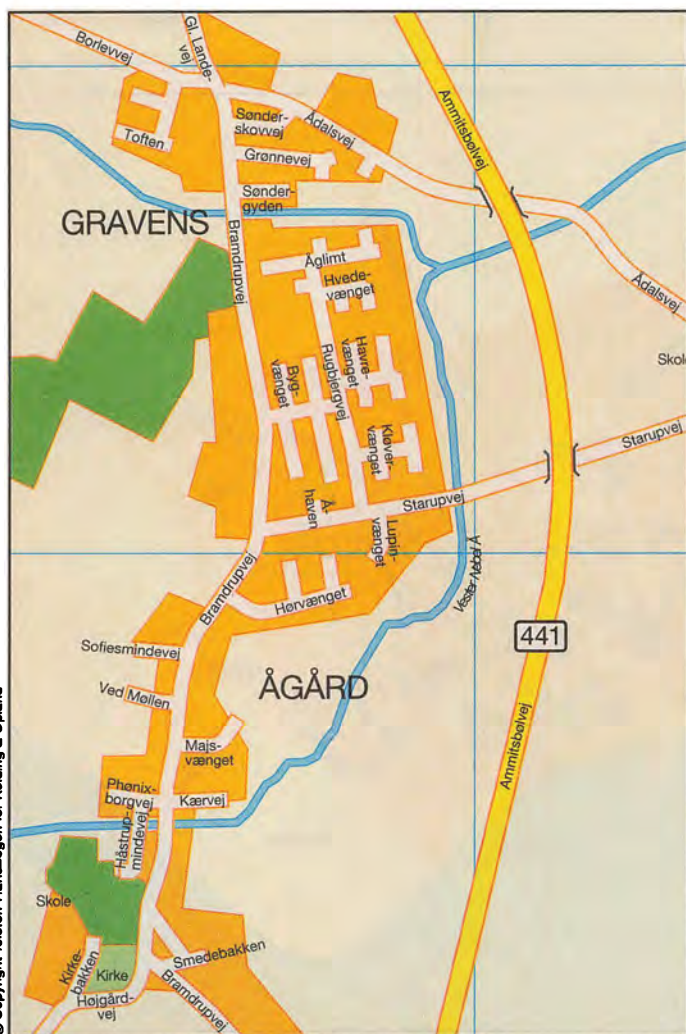 Borlevvej
Gl. Lande-
vej
Ammitsbølvej
Sønder-
skovvej
Ådalsvej
Toften
Grønnevej
Sønder-
gyden
GRAVENS
Bramdrupvej
Åglimt
Hvede-
vænget
Ådalsvej
Skole
Havre-
vænget
Rugbjergvej
Byg-
vænget
Kløver-
vænget
Starupvej
Å-
haven
Starupvej
Lupin-
vænget
Bramdrupvej
Vester Nebel Å
Hørvænget
441
Sofiesmindevej
ÅGÅRD
Ved Møllen
Majs-
vænget
Ammitsbølvej
Phønix-
borgvej
Kærvej
Håstrup-
mindevej
Skole
Smedebakken
Kirke-
bakken
Kirke
Højgård-
vej
Bramdrupvej